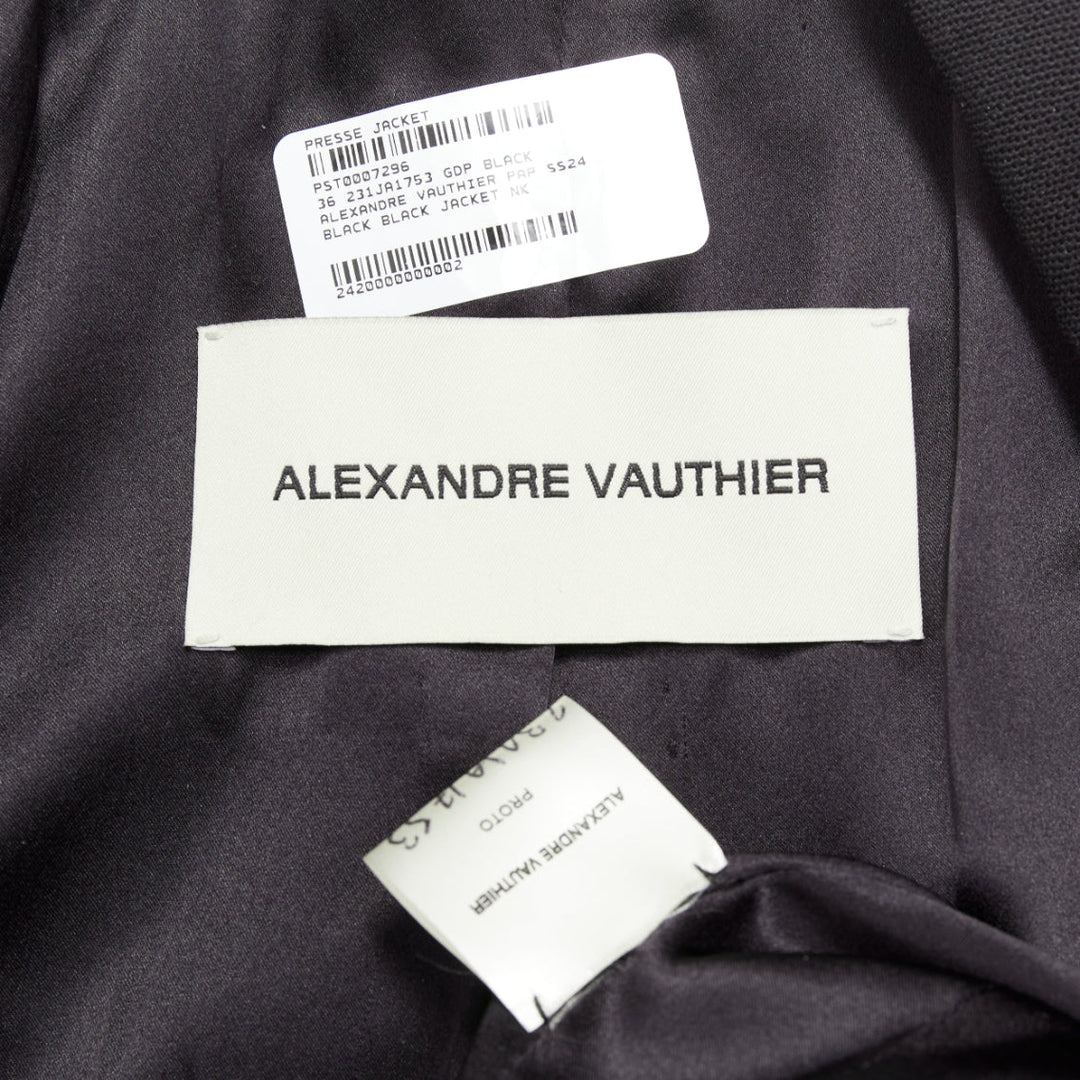 PRESSE JACKET
PST0007296
36 231JA1753 GDP BLACK
ALEXANDRE VAUTHIER PAP SS24
BLACK BLACK JACKET NK
2420000000002
ALEXANDRE VAUTHIER
PROTO
ALEXANDRE VAUTHIER